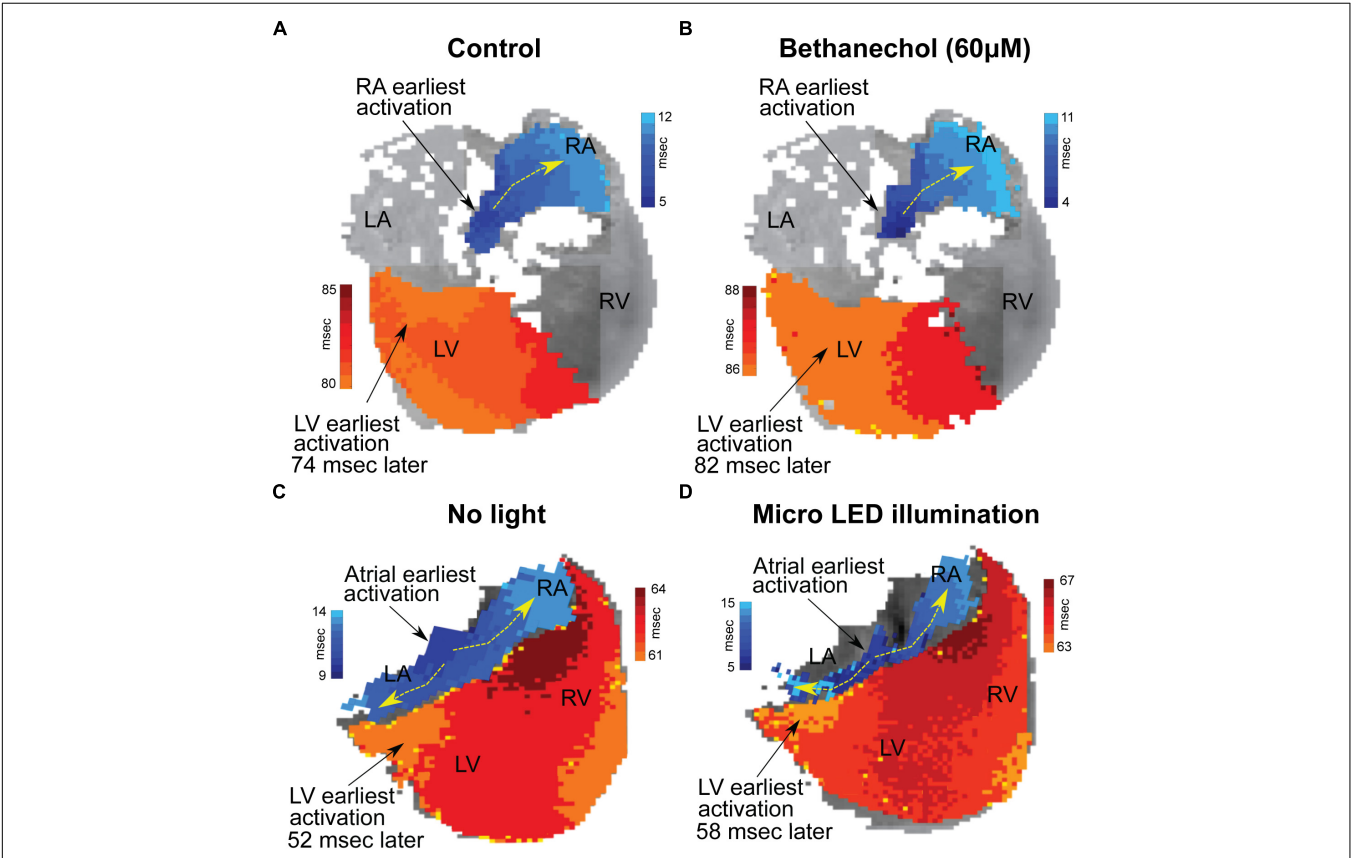 A
Control
RA earliest
activation
12
msec
5
RA
LA
85
msec
80
LV
RV
LV earliest
activation
74 msec later
B
Bethanechol (60µM)
RA earliest
activation
11
msec
4
RA
LA
88
msec
86
LV
RV
LV earliest
activation
82 msec later
C
No light
Atrial earliest
activation
14
msec
9
RA
LA
64
msec
61
RV
LV
LV earliest
activation
52 msec later
D
Micro LED illumination
Atrial earliest
activation
15
msec
5
RA
LA
67
msec
63
RV
LV
LV earliest
activation
58 msec later